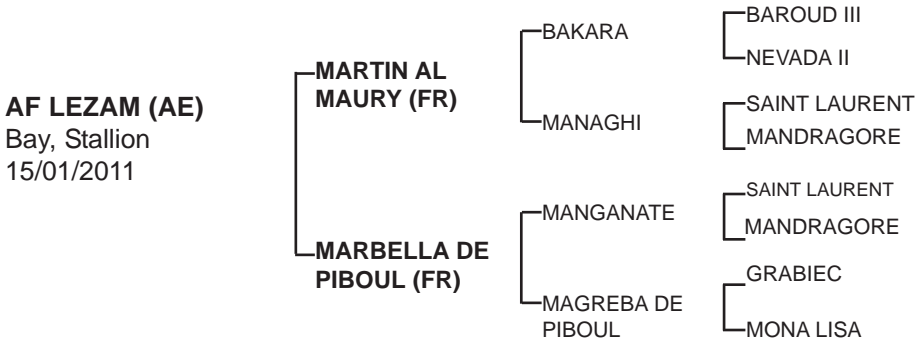 AF LEZAM (AE)
Bay, Stallion
15/01/2011
MARTIN AL
MAURY (FR)
MARBELLA DE
PIBOUL (FR)
BAKARA
MANAGHI
MANGANATE
MAGREBA DE
PIBOUL
BAROUD III
NEVADA II
SAINT LAURENT
MANDRAGORE
SAINT LAURENT
MANDRAGORE
GRABIEC
MONA LISA